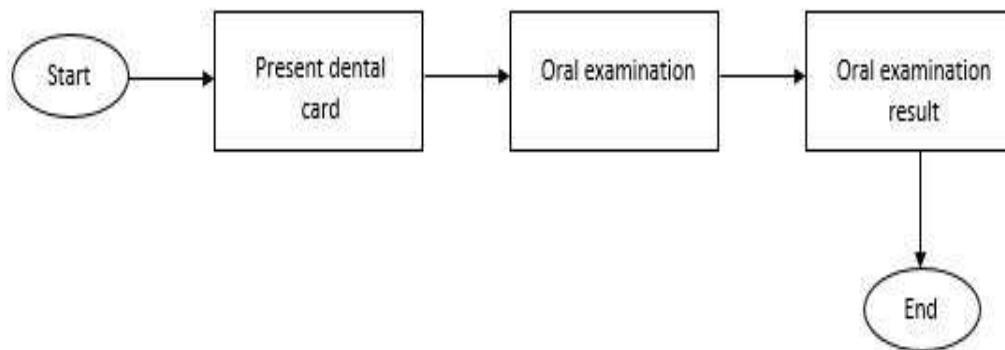 Start
Present dental
card
Oral examination
Oral examination
result
End